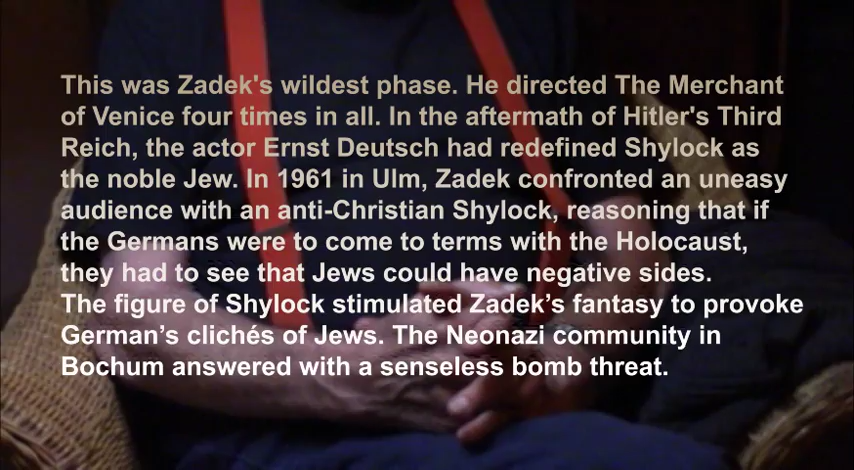 This was Zadek's wildest phase. He directed The Merchant
of Venice four times in all. In the aftermath of Hitler's Third
Reich, the actor Ernst Deutsch had redefined Shylock as
the noble Jew. In 1961 in Ulm, Zadek confronted an uneasy
audience with an anti-Christian Shylock, reasoning that if
the Germans were to come to terms with the Holocaust,
they had to see that Jews could have negative sides.
The figure of Shylock stimulated Zadek’s fantasy to provoke
German’s clichés of Jews. The Neonazi community in
Bochum answered with a senseless bomb threat.